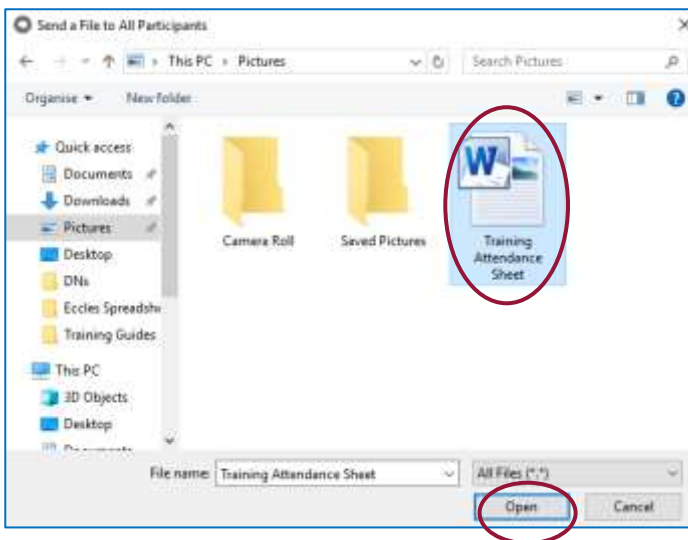 Send a File to All Participants
This PC > Pictures
Search Pictures
Organise
New folder
Quick access
Documents
Downloads
Pictures
Desktop
DNs
Eccles Spreadshe
Training Guides
This PC
3D Objects
Desktop
Documents
Camera Roll
Saved Pictures
W
Training
Attendance
Sheet
File name: Training Attendance Sheet
All Files (*.*)
Open
Cancel